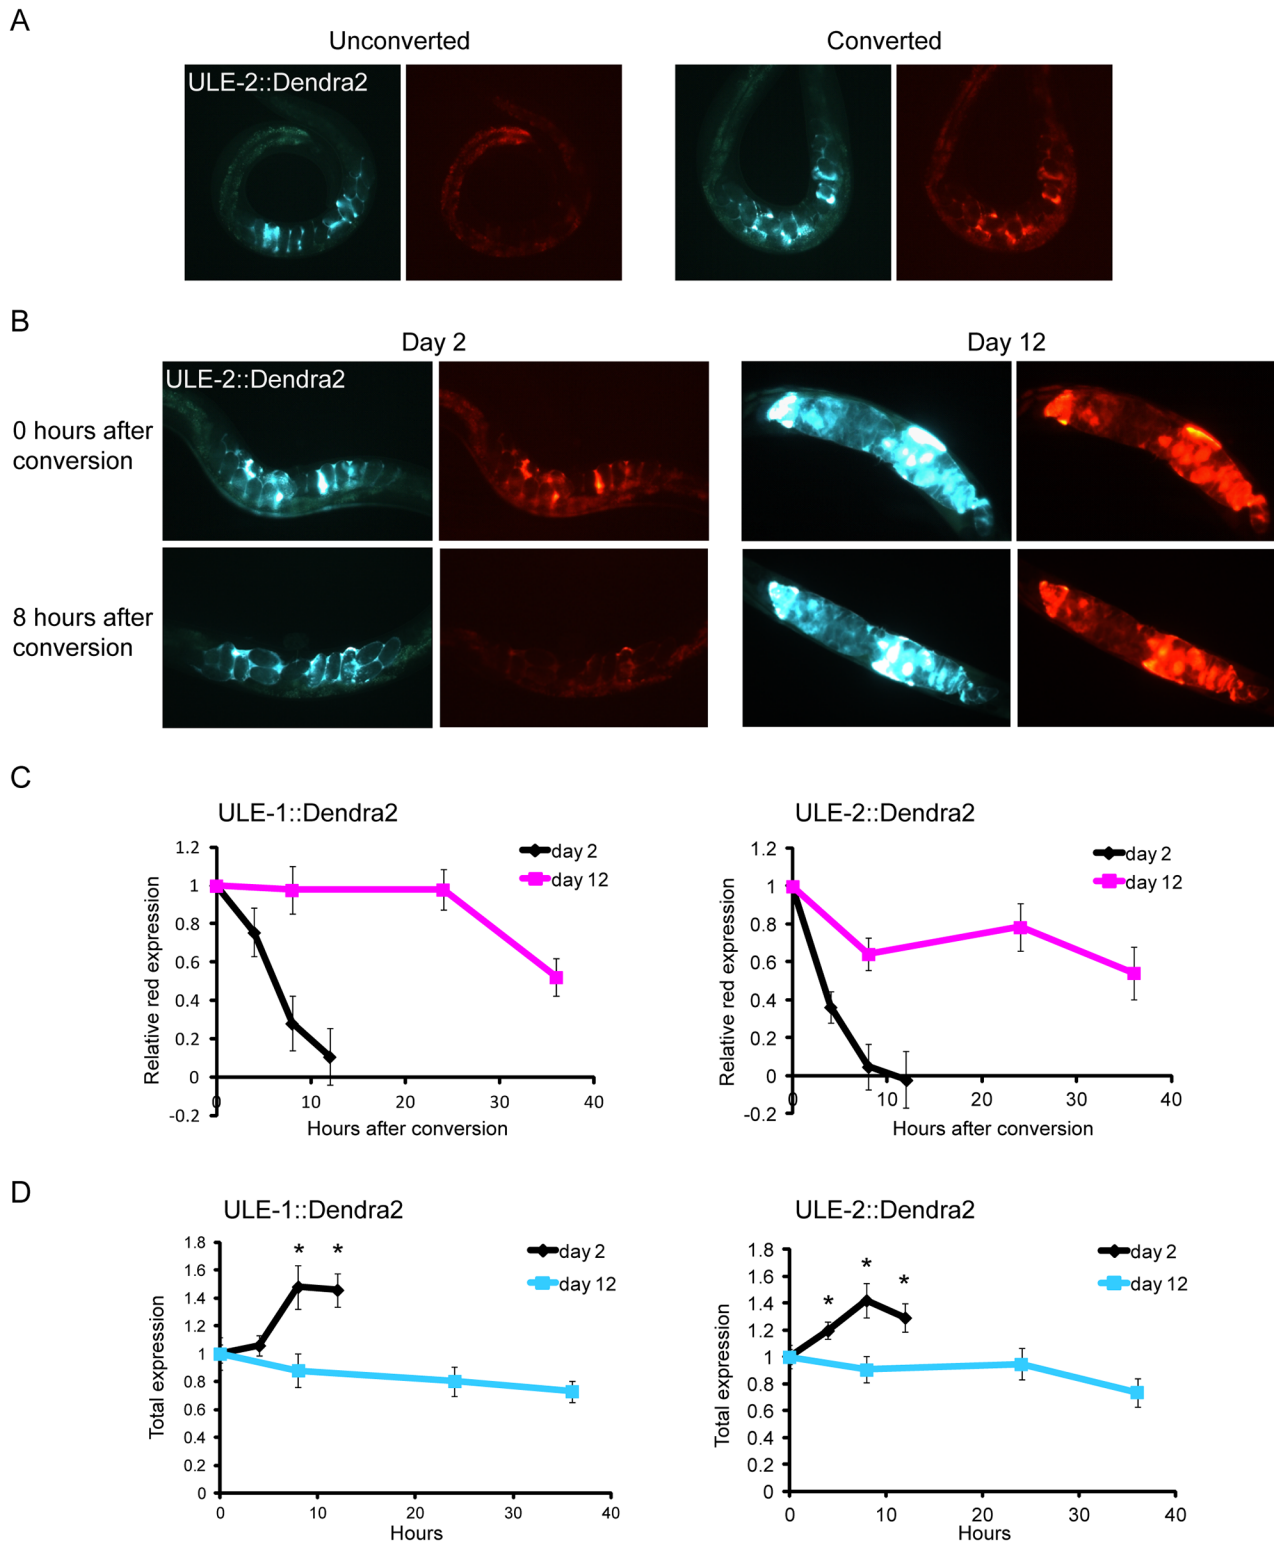 A
Unconverted
Converted
ULE-2::Dendra2
B
Day 2
Day 12
ULE-2::Dendra2
0 hours after
conversion
8 hours after
conversion
C
ULE-1::Dendra2
1.2
1
0.8
0.6
0.4
0.2
0
-0.2
Relative red expression
day 2
day 12
0 10 20 30 40
Hours after conversion
ULE-2::Dendra2
1.2
1
0.8
0.6
0.4
0.2
0
-0.2
Relative red expression
day 2
day 12
0 10 20 30 40
Hours after conversion
D
ULE-1::Dendra2
1.8
1.6
1.4
1.2
1
0.8
0.6
0.4
0.2
0
Total expression
* *
day 2
day 12
0 10 20 30 40
Hours
ULE-2::Dendra2
1.8
1.6
1.4
1.2
1
0.8
0.6
0.4
0.2
0
Total expression
* * *
day 2
day 12
0 10 20 30 40
Hours